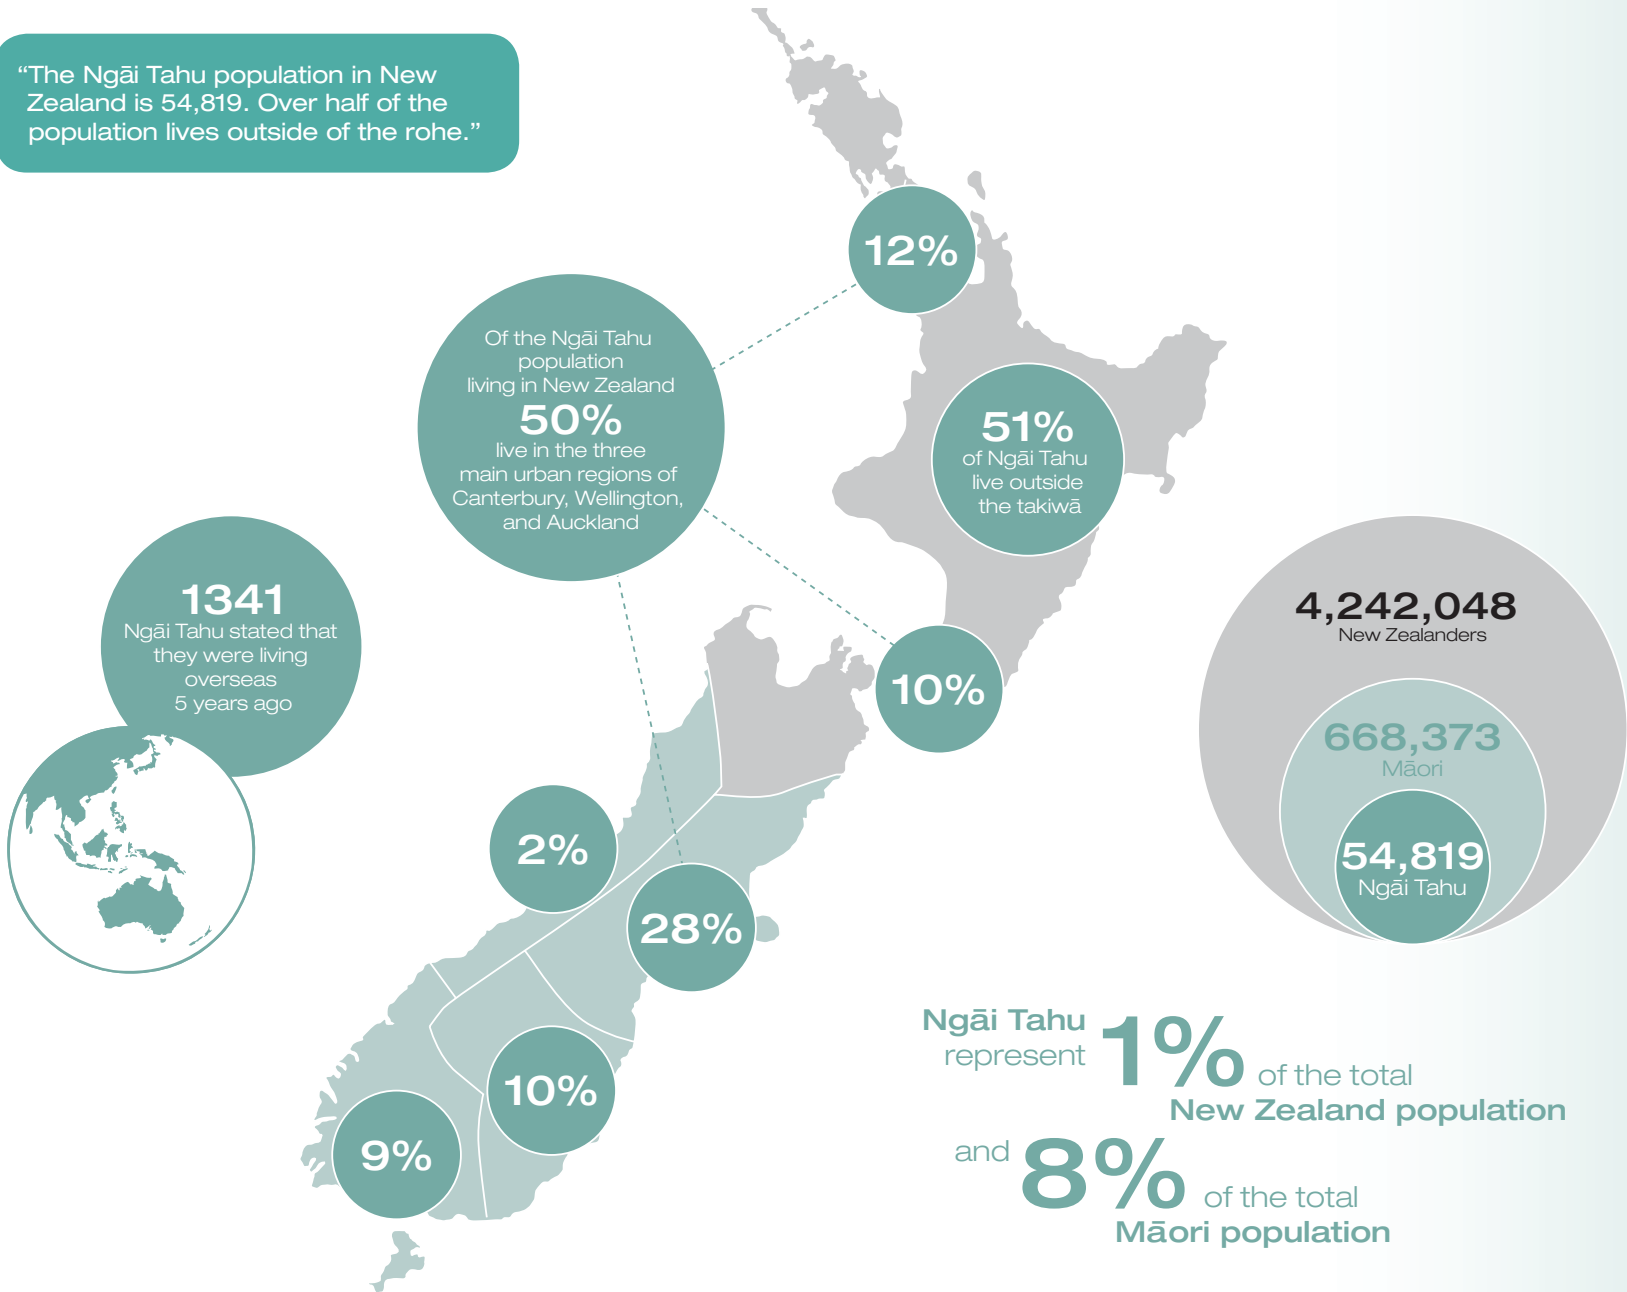 “The Ngāi Tahu population in New
Zealand is 54,819. Over half of the
population lives outside of the rohe.”
12%
Of the Ngāi Tahu
population
living in New Zealand
50%
live in the three
main urban regions of
Canterbury, Wellington,
and Auckland
51%
of Ngāi Tahu
live outside
the takiwā
1341
Ngāi Tahu stated that
they were living
overseas
5 years ago
10%
4,242,048
New Zealanders
668,373
Māori
54,819
Ngāi Tahu
2%
28%
10%
9%
Ngāi Tahu
represent 1% of the total
New Zealand population
and 8% of the total
Māori population